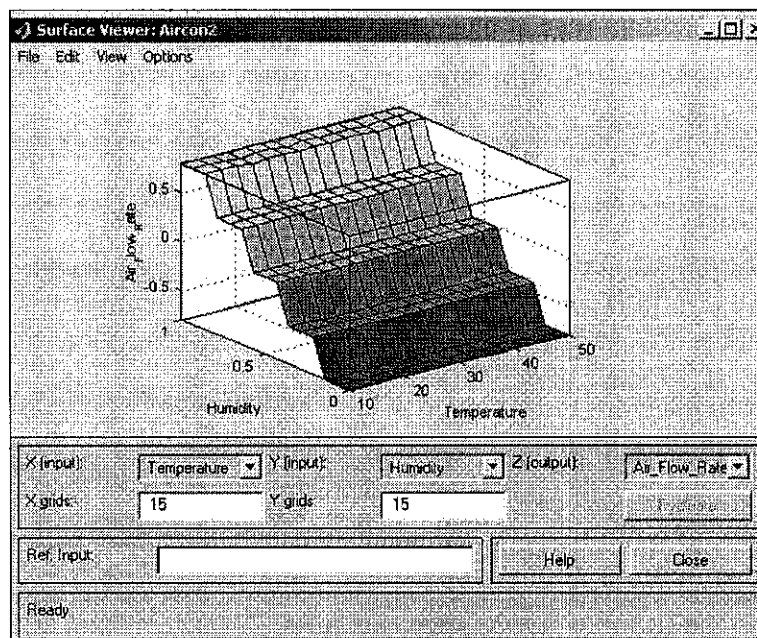 Surface Viewer: Aircon2
File Edit View Options
0.5
0
-0.5
1
0.5
0
10
20
30
40
50
Humidity
Temperature
X (input): Temperature Y (input): Humidity Z (output): Air_Flow_Rate
X grids: 15 Y grids: 15
Ref. Input:
Help Close
Ready